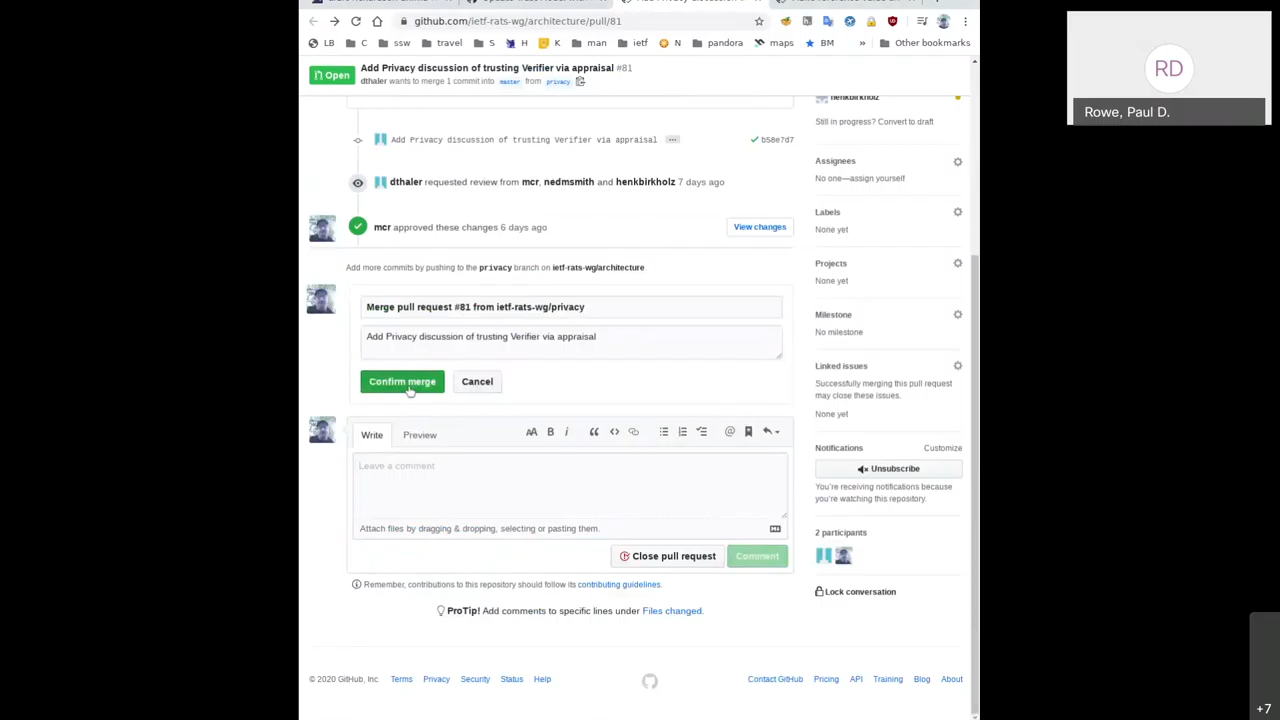 github.com/ietf-rats-wg/architecture/pull/81
LB C ssw travel S H K man ietf N pandora maps BM » Other bookmarks
Open
Add Privacy discussion of trusting Verifier via appraisal #81
dthaler wants to merge 1 commit into master from privacy
henkbirkholz
Still in progress? Convert to draft
Add Privacy discussion of trusting Verifier via appraisal ... b58e7d7
Assignees
No one—assign yourself
dthaler requested review from mcr, nedmsmith and henkbirkholz 7 days ago
Labels
None yet
mcr approved these changes 6 days ago
View changes
Projects
None yet
Add more commits by pushing to the privacy branch on ietf-rats-wg/architecture
Merge pull request #81 from ietf-rats-wg/privacy
Add Privacy discussion of trusting Verifier via appraisal
Milestone
No milestone
Confirm merge Cancel
Linked issues
Successfully merging this pull request
may close these issues.
None yet
Write Preview
AA B i @
Leave a comment
Notifications Customize
Unsubscribe
You're receiving notifications because
you're watching this repository.
Attach files by dragging & dropping, selecting or pasting them.
2 participants
Close pull request Comment
Remember, contributions to this repository should follow its contributing guidelines.
Lock conversation
ProTip! Add comments to specific lines under Files changed.
© 2020 GitHub, Inc. Terms Privacy Security Status Help
Contact GitHub Pricing API Training Blog About
RD
Rowe, Paul D.
+7